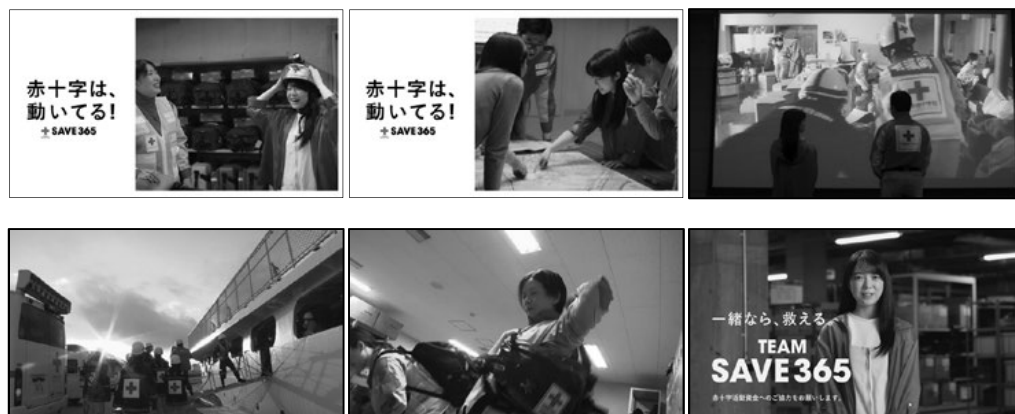 赤十字は、
動いてる!
SAVE365
赤十字は、
動いてる!
SAVE365
一緒なら、救える。
TEAM
SAVE365
赤十字活動資金へのご協力をお願いします。